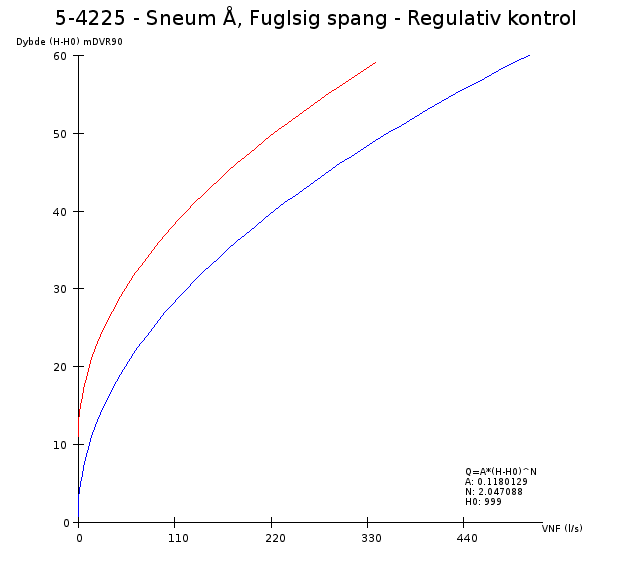 5-4225 - Sneum Å, Fuglsig spang - Regulativ kontrol
Dybde (H-H0) mDVR90
60
50
40
30
20
10
0
Q=A*(H-H0)^N
A: 0.1180129
N: 2.047088
H0: 999
0 110 220 330 440
VNF (l/s)